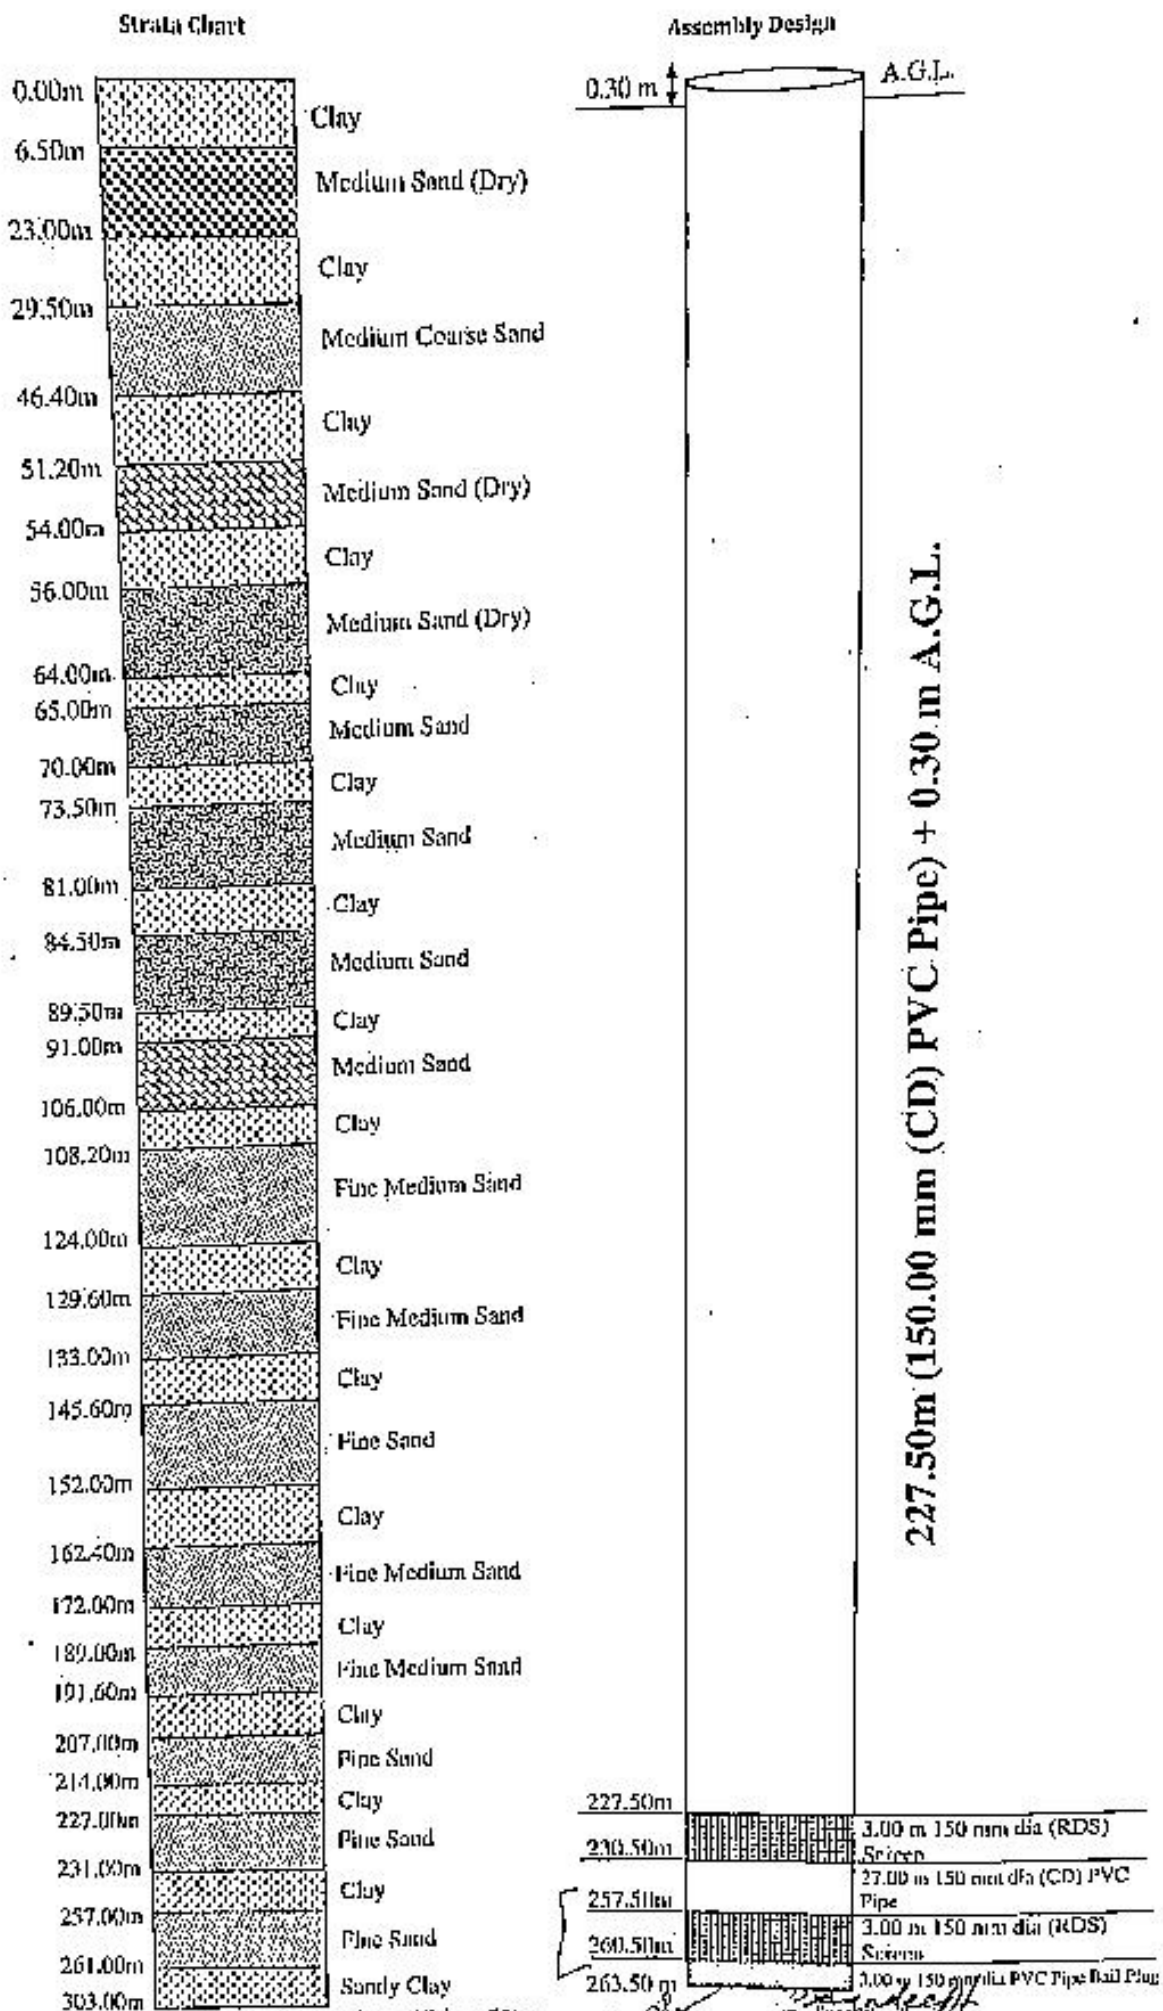 Strata Chart
0.00m
Clay
6.50m
Medium Sand (Dry)
23.00m
Clay
29.50m
Medium Coarse Sand
46.40m
Clay
51.20m
Medium Sand (Dry)
54.00m
Clay
56.00m
Medium Sand (Dry)
64.00m
Clay
65.00m
Medium Sand
70.00m
Clay
73.50m
Medium Sand
81.00m
Clay
84.50m
Medium Sand
89.50m
Clay
91.00m
Medium Sand
106.00m
Clay
108.20m
Fine Medium Sand
124.00m
Clay
129.60m
Fine Medium Sand
133.00m
Clay
145.60m
Fine Sand
152.00m
Clay
162.40m
Fine Medium Sand
172.00m
Clay
189.00m
Fine Medium Sand
191.60m
Clay
207.00m
Fine Sand
214.00m
Clay
227.00m
Fine Sand
231.00m
Clay
257.00m
Fine Sand
261.00m
Sandy Clay
303.00m
Assembly Design
0.30 m
A.G.L.
227.50m (150.00 mm (CD) PVC Pipe) + 0.30 m A.G.L.
227.50m
3.00 m 150 mm dia (RDS)
Screen
230.50m
27.00 m 150 mm dia (CD) PVC
Pipe
257.50m
3.00 m 150 mm dia (RDS)
Screen
260.50m
3.00 m 150 mm dia PVC Pipe Bail Plug
263.50 m